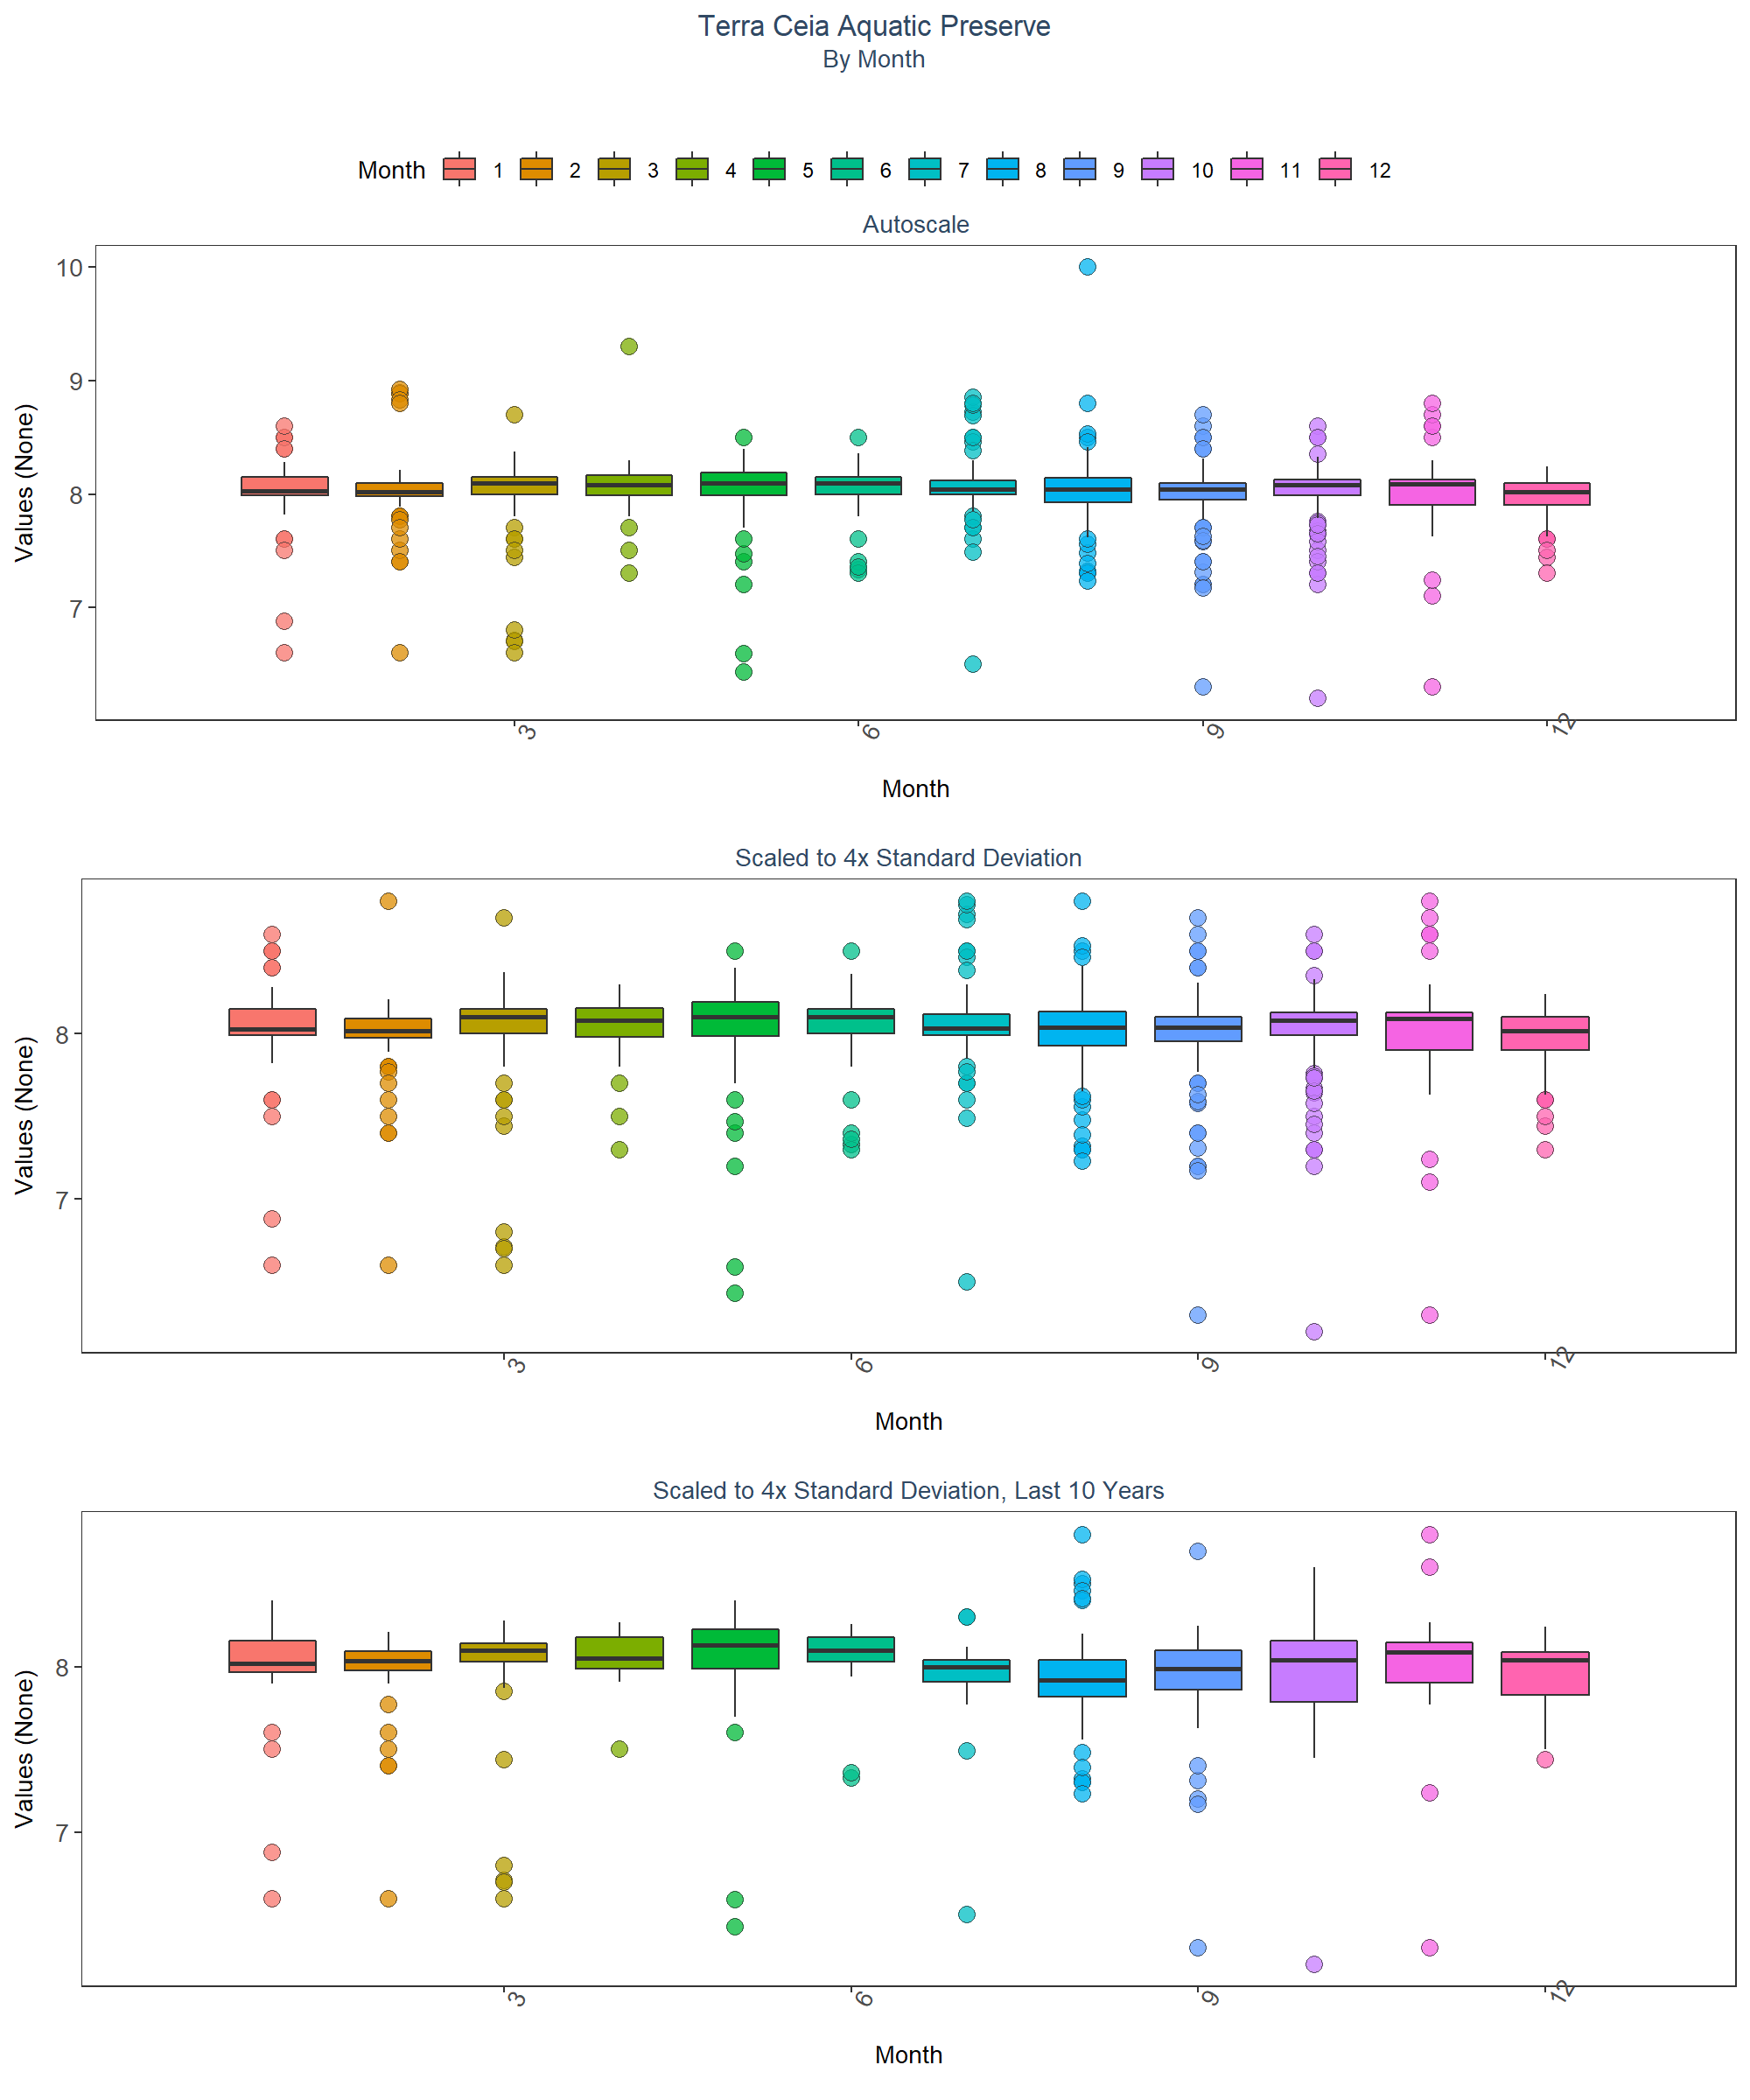 Terra Ceia Aquatic Preserve
By Month
Month 1 2 3 4 5 6 7 8 9 10 11 12
Autoscale
Values (None)
10
9
8
7
3 6 9 12
Month
Scaled to 4x Standard Deviation
Values (None)
8
7
3 6 9 12
Month
Scaled to 4x Standard Deviation, Last 10 Years
Values (None)
8
7
3 6 9 12
Month